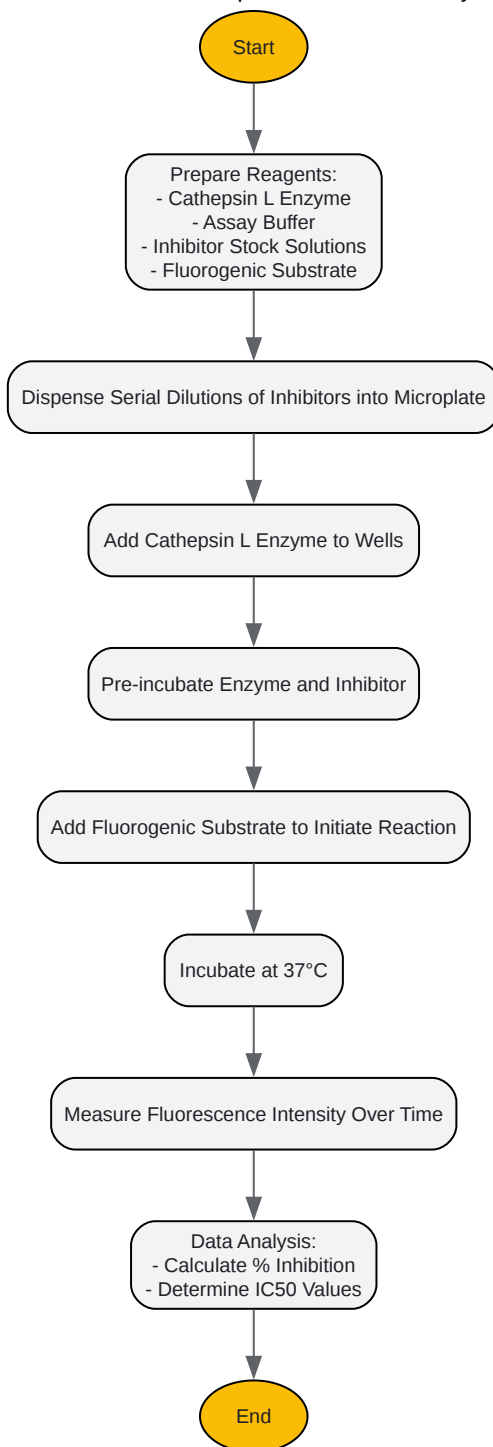 Start
Prepare Reagents:
- Cathepsin L Enzyme
- Assay Buffer
- Inhibitor Stock Solutions
- Fluorogenic Substrate
Dispense Serial Dilutions of Inhibitors into Microplate
Add Cathepsin L Enzyme to Wells
Pre-incubate Enzyme and Inhibitor
Add Fluorogenic Substrate to Initiate Reaction
Incubate at 37°C
Measure Fluorescence Intensity Over Time
Data Analysis:
- Calculate % Inhibition
- Determine IC50 Values
End